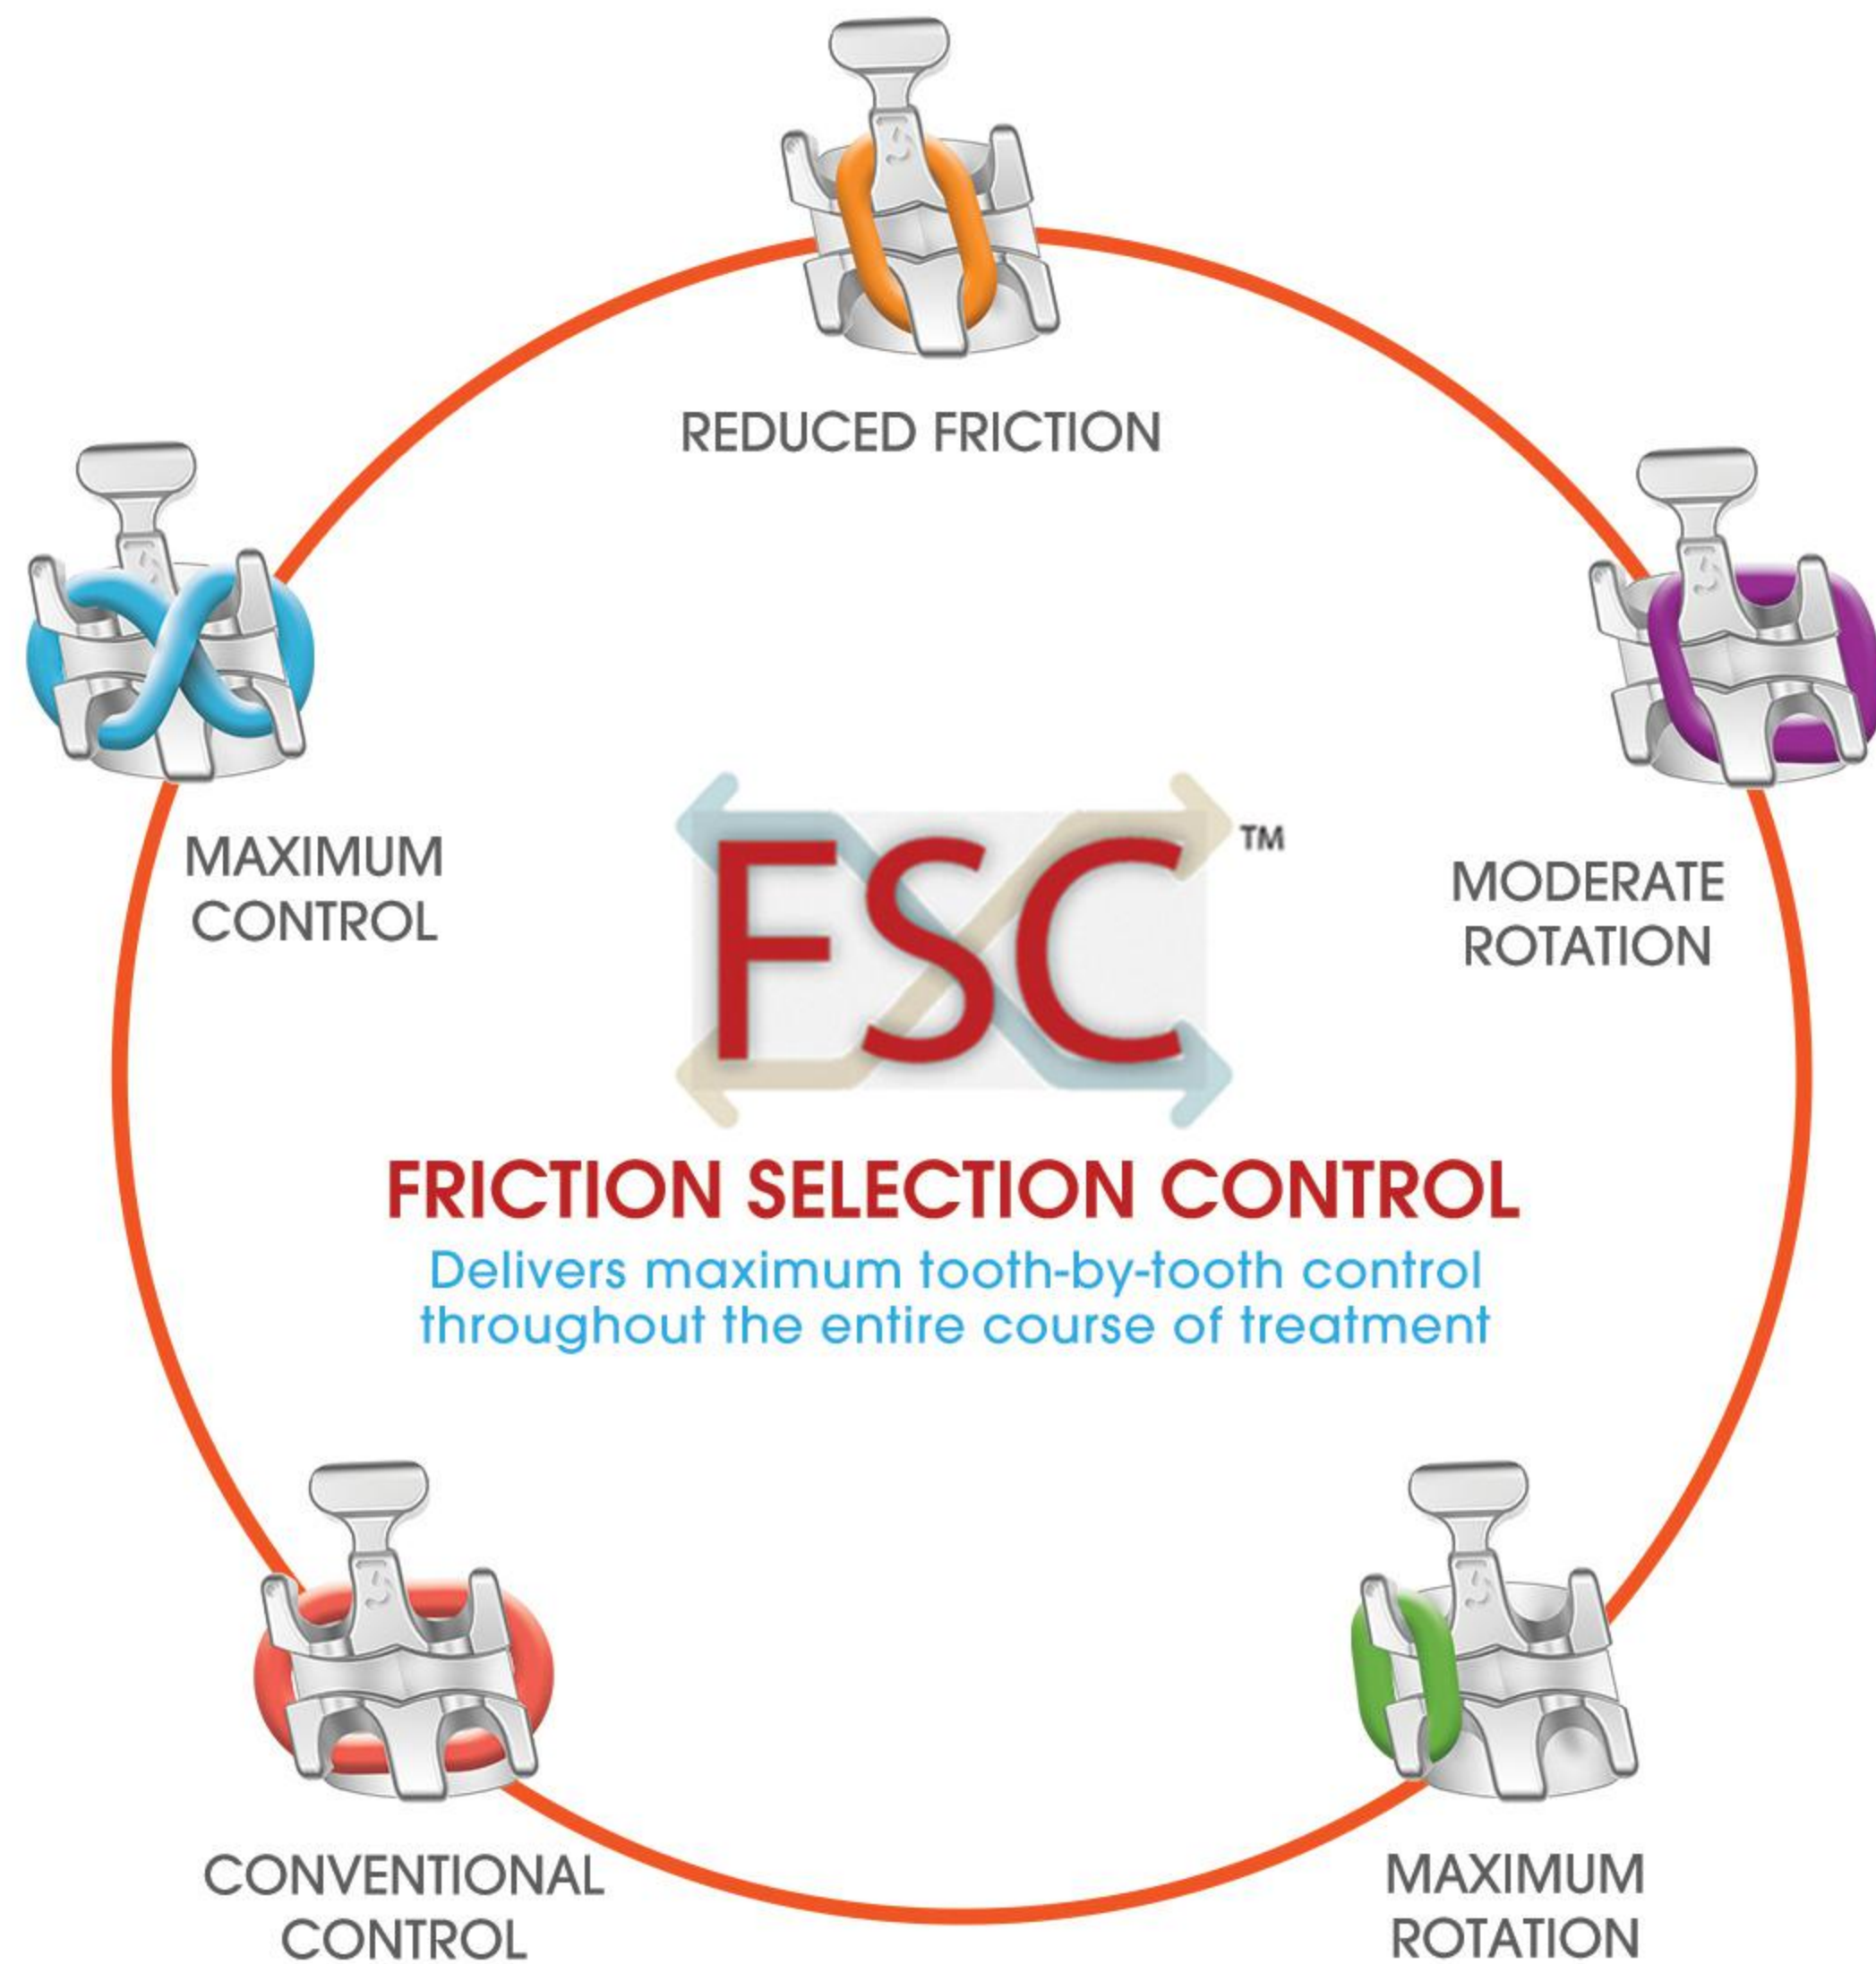 REDUCED FRICTION
MAXIMUM
CONTROL
MODERATE
ROTATION
FSC™
FRICTION SELECTION CONTROL
Delivers maximum tooth-by-tooth control
throughout the entire course of treatment
CONVENTIONAL
CONTROL
MAXIMUM
ROTATION